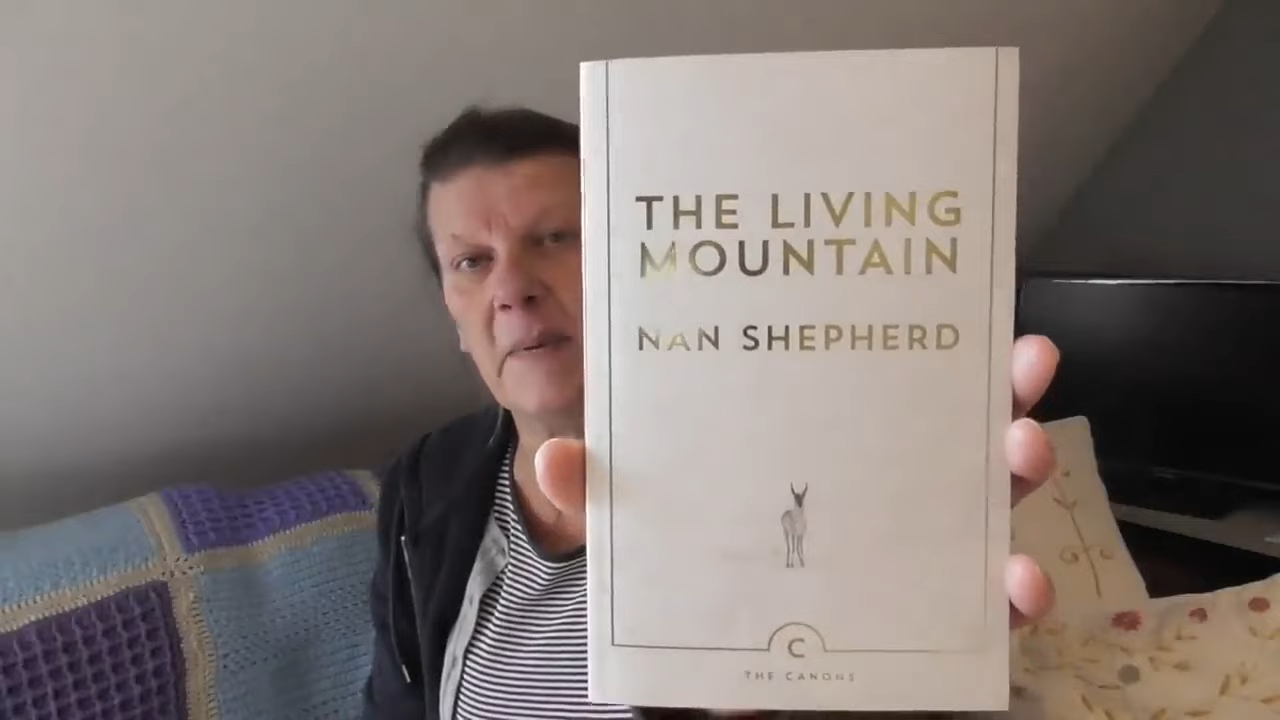 THE LIVING
MOUNTAIN
NAN SHEPHERD
C
THE CANONS